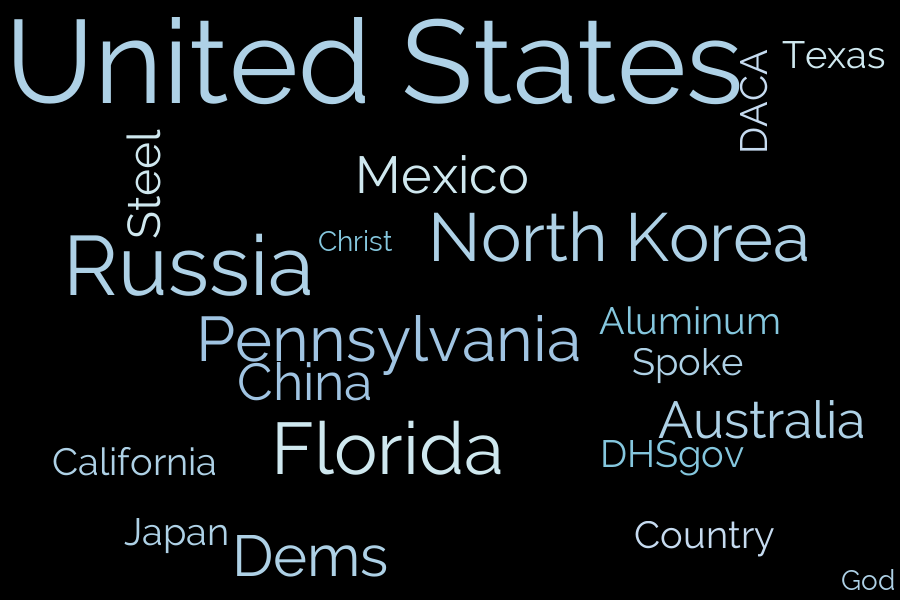 United States
DACA
Texas
Steel
Mexico
North Korea
Christ
Russia
Pennsylvania
Aluminum
Spoke
China
Australia
Florida
DHSgov
California
Japan
Dems
Country
God